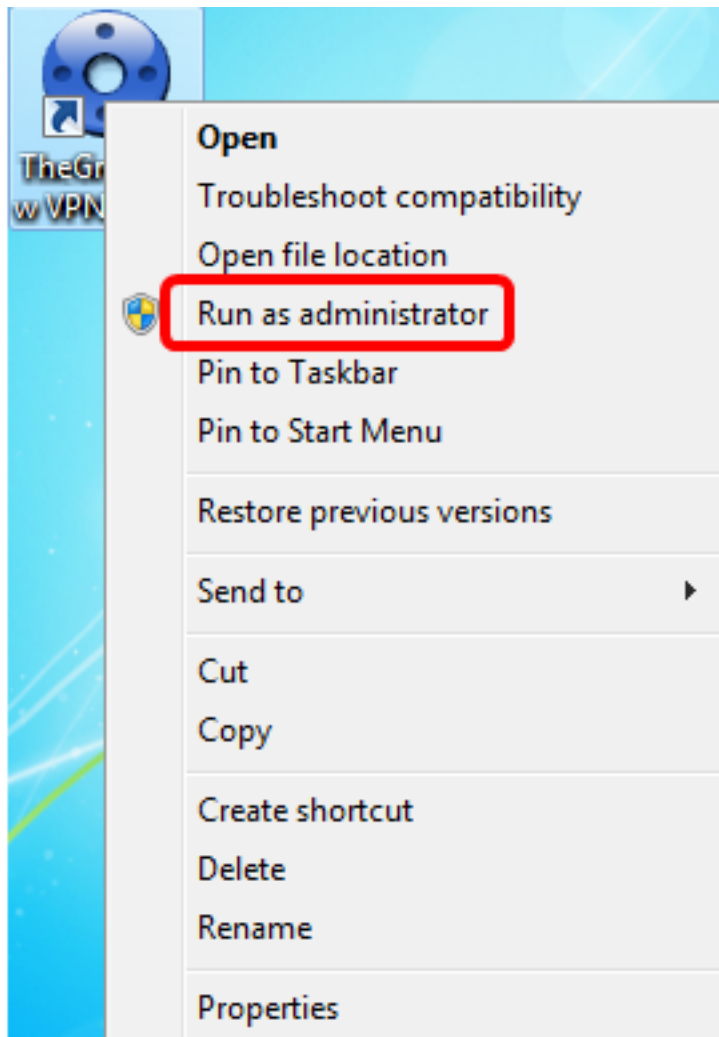 TheGr
w VPN
Open
Troubleshoot compatibility
Open file location
Run as administrator
Pin to Taskbar
Pin to Start Menu
Restore previous versions
Send to
Cut
Copy
Create shortcut
Delete
Rename
Properties